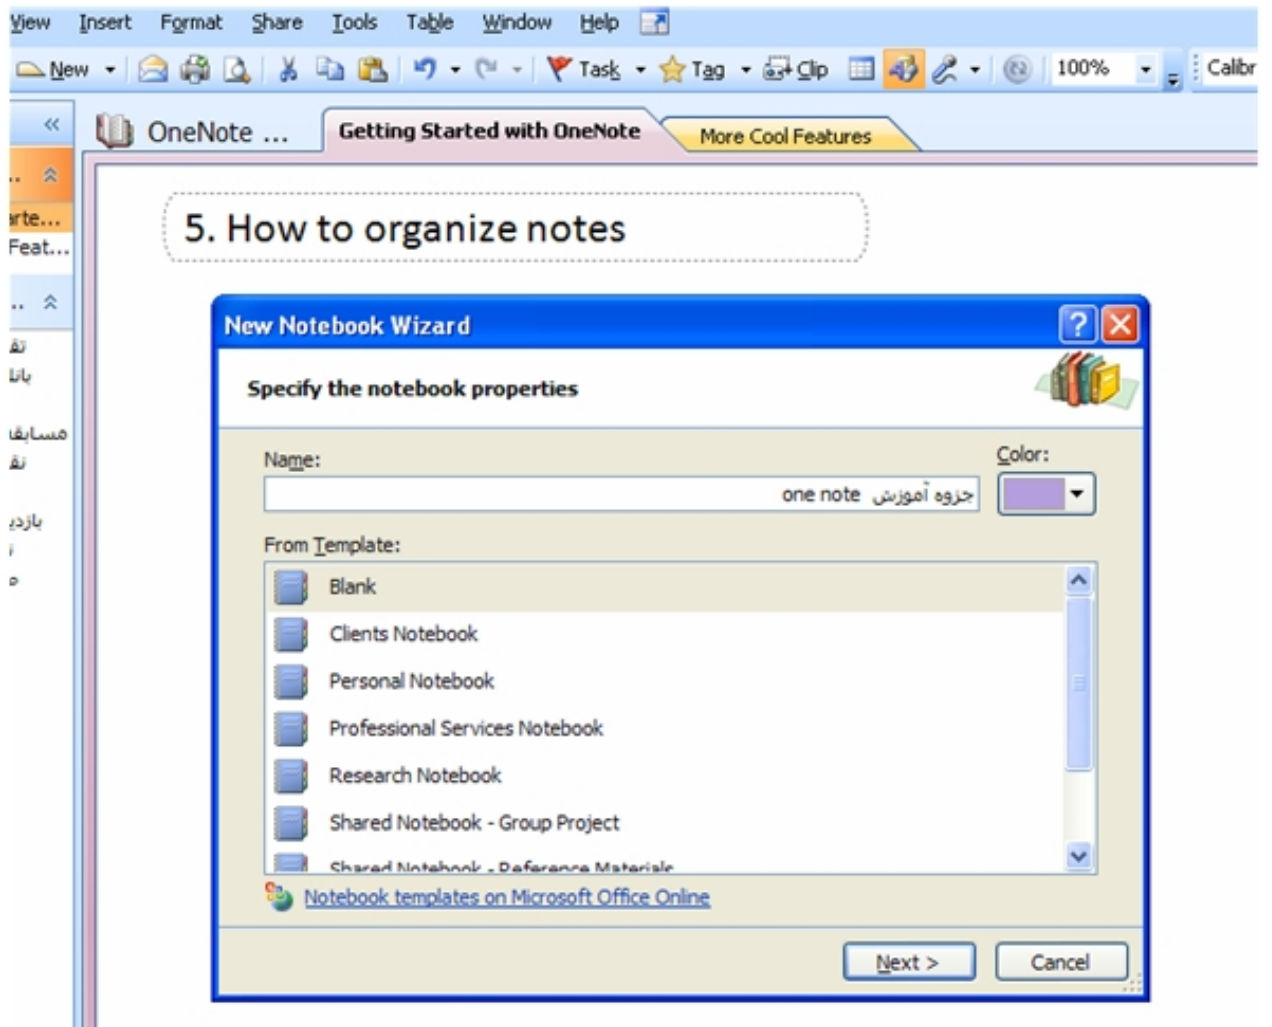 View Insert Format Share Tools Table Window Help
New Task Tag Clip 100% Calibr
OneNote ... Getting Started with OneNote More Cool Features
..
arte...
Feat...
5. How to organize notes
..
New Notebook Wizard
Specify the notebook properties
مسابقه
Name: Color:
جزوه آموزش one note
From Template:
Blank
Clients Notebook
Personal Notebook
Professional Services Notebook
Research Notebook
Shared Notebook - Group Project
Shared Notebook - Reference Materials
Notebook templates on Microsoft Office Online
Next > Cancel